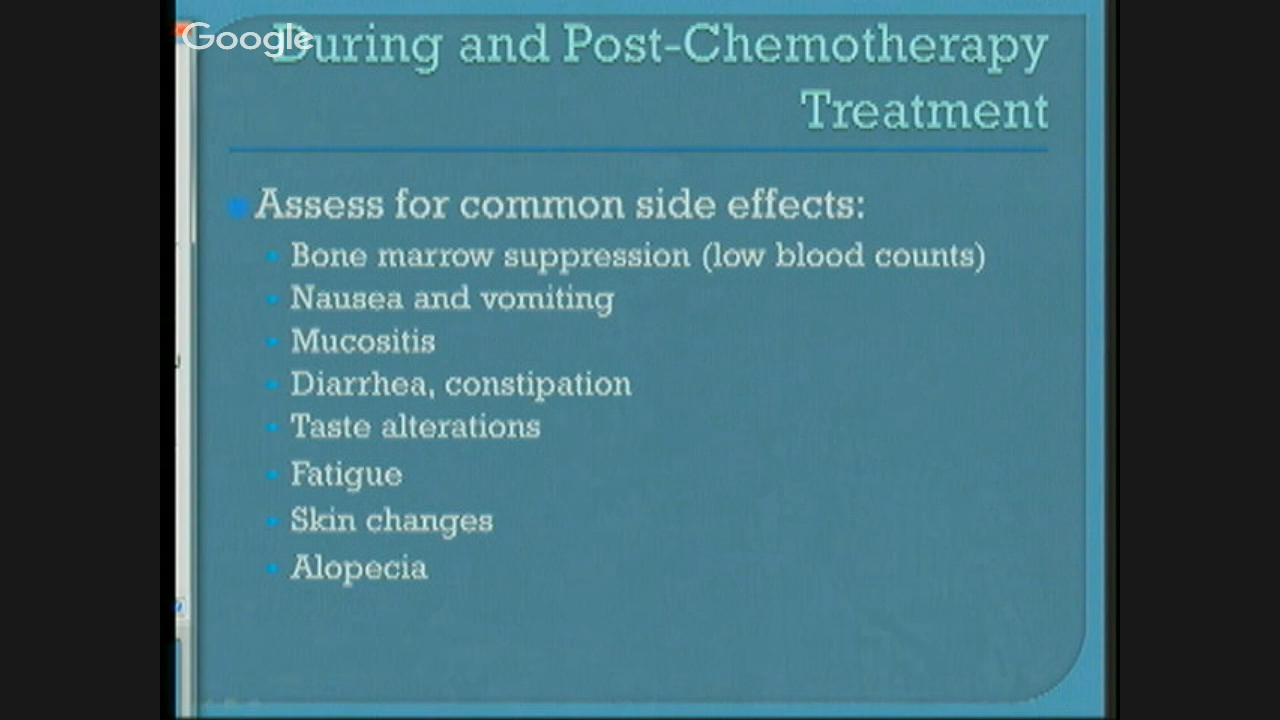 Google
During and Post-Chemotherapy
Treatment
Assess for common side effects:
Bone marrow suppression (low blood counts)
Nausea and vomiting
Mucositis
Diarrhea, constipation
Taste alterations
Fatigue
Skin changes
Alopecia